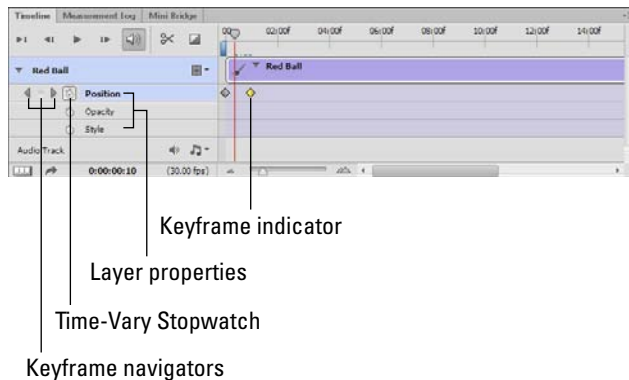 Timeline Measurement Log Mini Bridge
00 02:00f 04:00f 06:00f 08:00f 10:00f 12:00f 14:00f
Red Ball Red Ball
Position
Opacity
Style
Audio Track
0:00:00:10 (30.00 fps)
Keyframe indicator
Layer properties
Time-Vary Stopwatch
Keyframe navigators